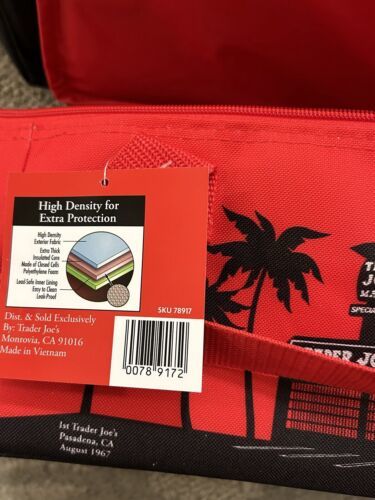 High Density for
Extra Protection
High Density
Exterior Fabric
Extra Thick
Insulated Core
Made of Closed Cells
Polyethylene Foam
Lead-Safe Inner Lining
Easy to Clean
Leak-Proof
SKU 78917
Dist. & Sold Exclusively
By: Trader Joe's
Monrovia, CA 91016
Made in Vietnam
0078 9172
1st Trader Joe's
Pasadena, CA
August 1967